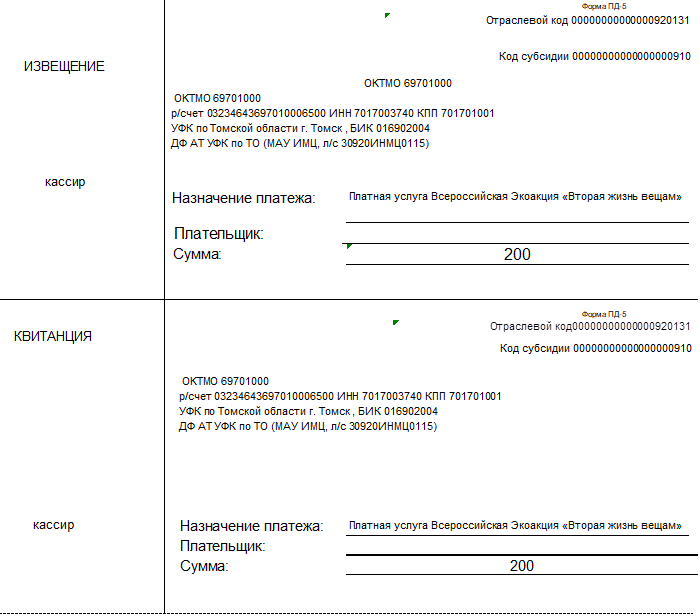 Форма ПД-5
Отраслевой код 00000000000000920131
Код субсидии 00000000000000000910
ИЗВЕЩЕНИЕ
ОКТМО 69701000
ОКТМО 69701000
р/счет 03234643697010006500 ИНН 7017003740 КПП 701701001
УФК по Томской области г. Томск , БИК 016902004
ДФ АТ УФК по ТО (МАУ ИМЦ, л/с 30920ИНМЦ0115)
кассир
Назначение платежа: Платная услуга Всероссийская Экоакция «Вторая жизнь вещам»
Плательщик:
Сумма: 200
Форма ПД-5
Отраслевой код00000000000000920131
КВИТАНЦИЯ
Код субсидии 00000000000000000910
ОКТМО 69701000
р/счет 03234643697010006500 ИНН 7017003740 КПП 701701001
УФК по Томской области г. Томск , БИК 016902004
ДФ АТ УФК по ТО (МАУ ИМЦ, л/с 30920ИНМЦ0115)
кассир
Назначение платежа: Платная услуга Всероссийская Экоакция «Вторая жизнь вещам»
Плательщик:
Сумма: 200